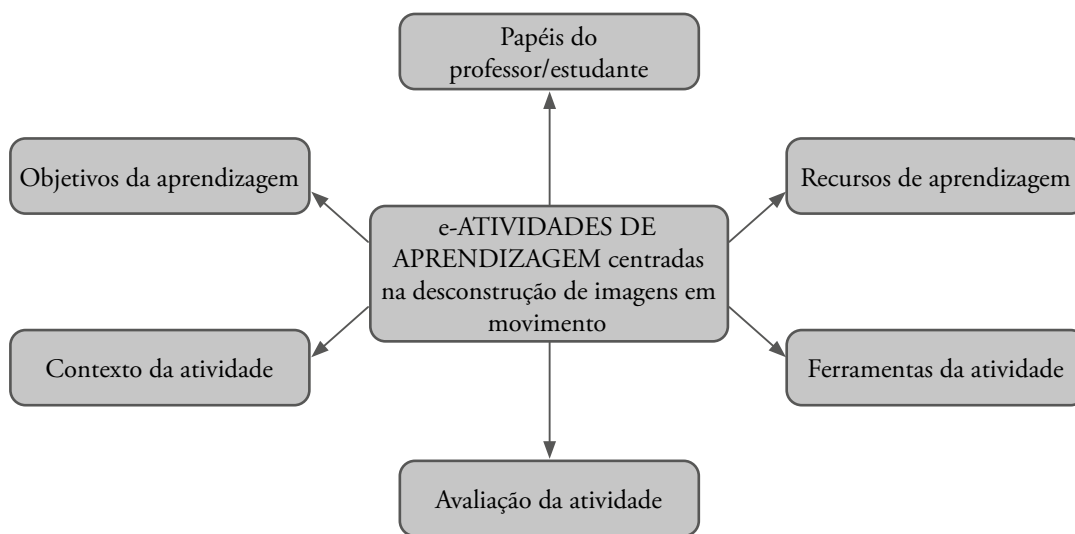 Papéis do
professor/estudante
Objetivos da aprendizagem
Recursos de aprendizagem
e-ATIVIDADES DE
APRENDIZAGEM centradas
na desconstrução de imagens em
movimento
Contexto da atividade
Ferramentas da atividade
Avaliação da atividade